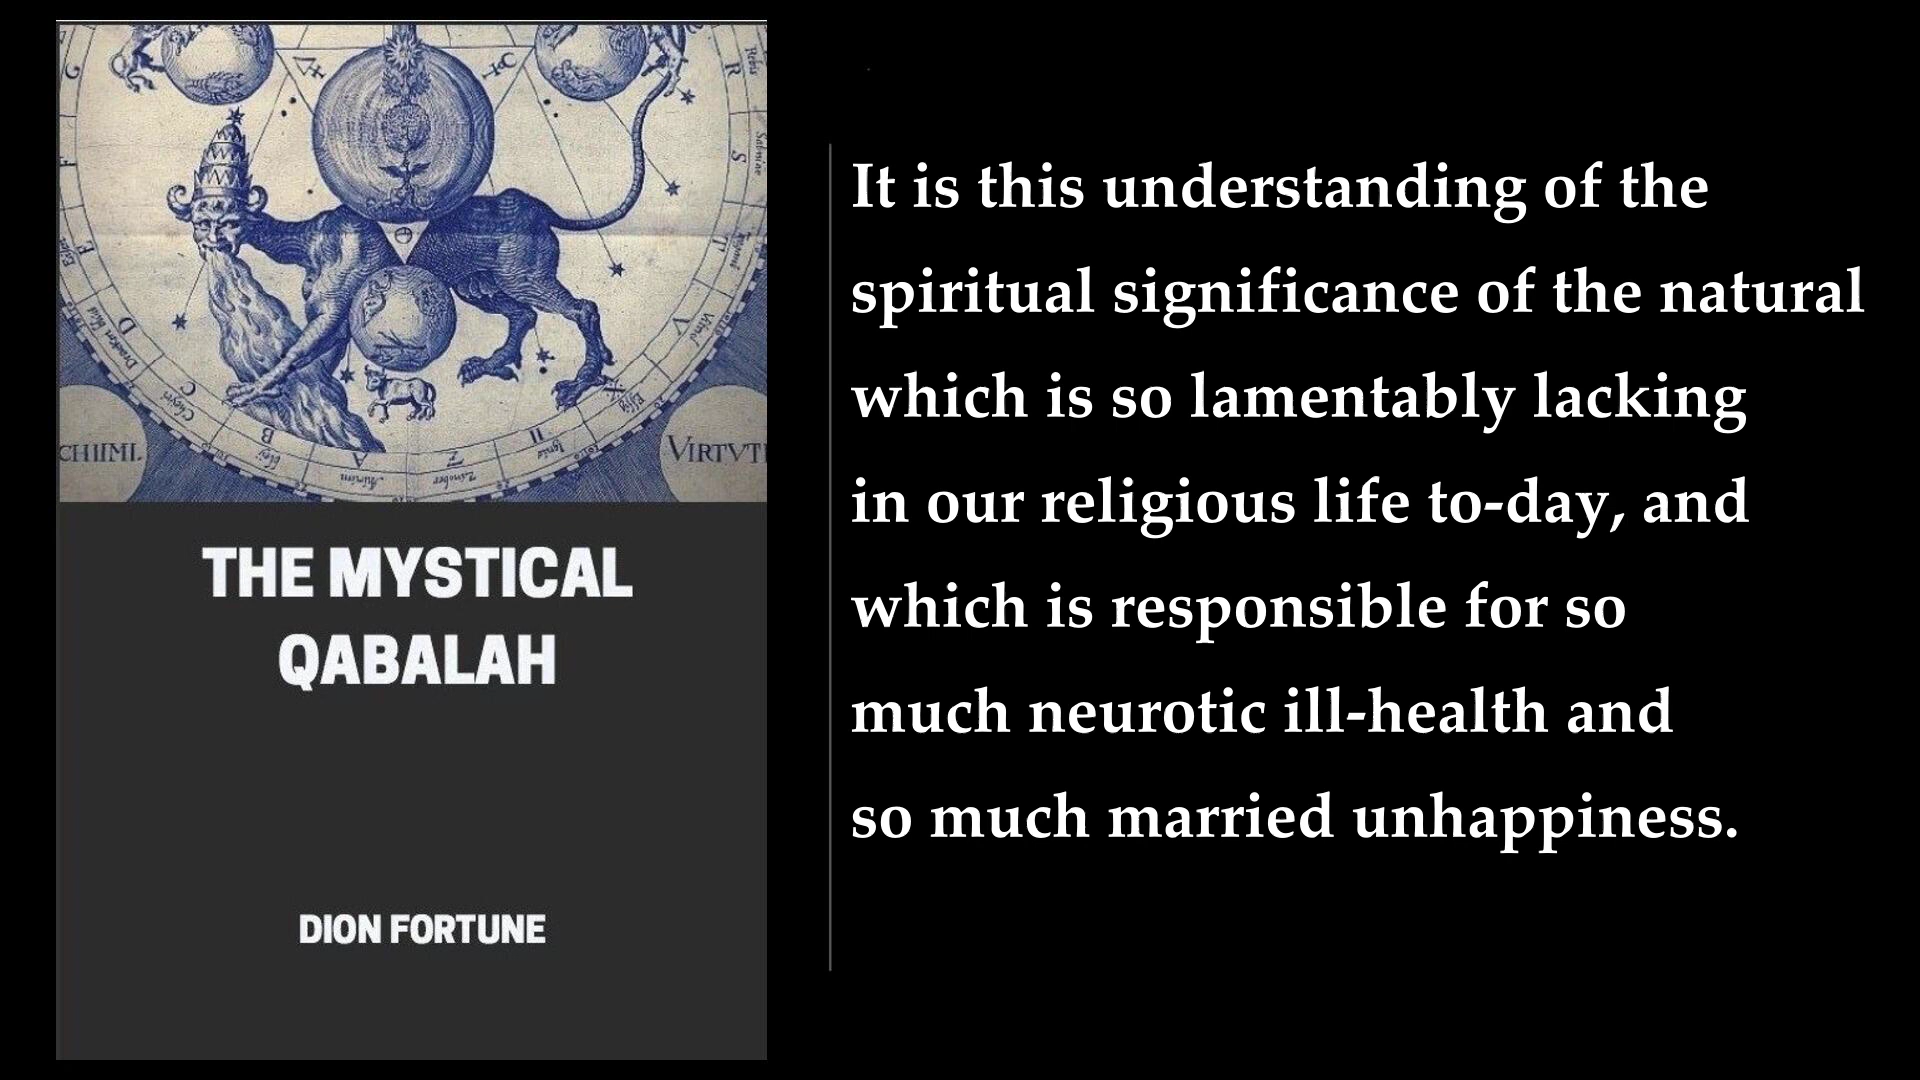 THE MYSTICAL
QABALAH
DION FORTUNE
CHIIMI.
VIRTVT
It is this understanding of the
spiritual significance of the natural
which is so lamentably lacking
in our religious life to-day, and
which is responsible for so
much neurotic ill-health and
so much married unhappiness.